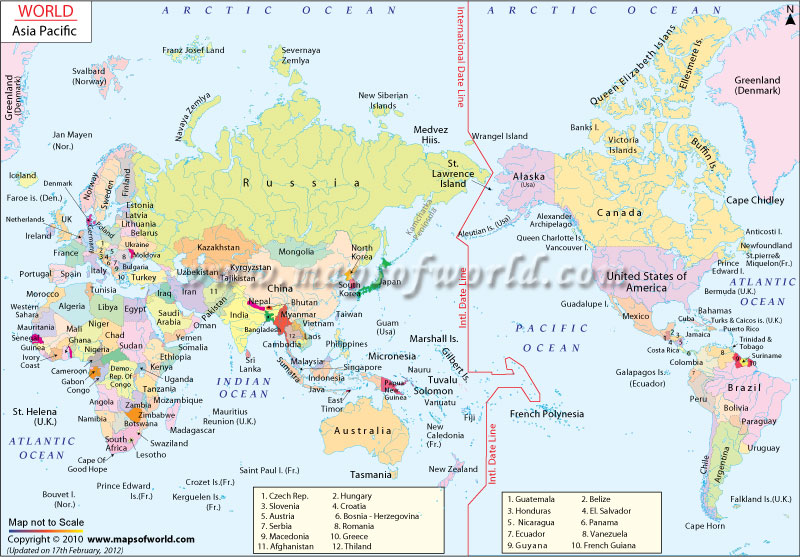 WORLD
Asia Pacific
ARCTIC OCEAN
ARCTIC OCEAN
N
International Date Line
Greenland
(Denmark)
Svalbard
(Norway)
Franz Josef Land
Severnaya
Zemlya
Navaya Zemlya
New Siberian
Islands
Medvez
Hiis.
Wrangel Island
Queen Elizabeth Islans
Ellesmere Is.
Greenland
(Denmark)
Banks I.
Victoria
Islands
Buffin Is.
Jan Mayen
(Nor.)
Iceland
Faroe is. (Den.)
Denmark
Norway
Sweden
Finland
Russia
St.
Lawrence
Island
Kamcharka
Peninsula
Alaska
(Usa)
Aleutian Is. (Usa)
Alexander
Archipelago
Queen Charlotte Is.
Vancouver I.
Canada
Cape Chidley
Anticosti I.
Newfoundland
St.pierre&
Miquelon(Fr.)
Prince
Edward I.
Netherlands
UK
Ireland
Estonia
Latvia
Lithuania
Belarus
Poland
Germany
Ukraine
Moldova
France
Bulgaria
Italy
Turkey
Portugal
Spain
Kazakhstan
Mongolia
North
Korea
South
Korea
Japan
Uzbekistan
Kyrgyzstan
Tajikistan
China
www.mapsofworld.com
United States of
America
Bermuda (U.K.)
ATLANTIC
OCEAN
Morocco
Western
Sahara
Tunisia
Algeria
Libya
Egypt
Iraq
Iran
11
Pakistan
Nepal
Bhutan
India
Bangladesh
Myanmar
Taiwan
Saudi
Arabia
Oman
Yemen
Somalia
Mauritania
Senegal
Guinea
Ivory
Coast
Mali
Niger
Chad
Sudan
Ghana
Nigeria
Ethiopia
Kenya
Uganda
Cameroon
Gabon
Congo
Demo.
Rep. Of
Congo
Tanzania
Mozambique
Angola
Zambia
Zimbabwe
Botswana
Namibia
Madagascar
South
Africa
Swaziland
Lesotho
Cape Of
Good Hope
Mauritius
Reunion (U.K.)
Sri
Lanka
INDIAN
OCEAN
Vietnam
Laos
12
Cambodia
Philippines
Malaysia
Singapore
Sumatra
Indonesia
Java
East
Timor
Guam
(Usa)
Micronesia
Nauru
Papua
New
Guinea
Marshall Is.
Gilbert Is.
Tuvalu
Solomon
Vanuatu
Fiji
New
Caledonia
(Fr.)
Australia
Tasmania
New Zealand
Intl. Date Line
Intl. Date Line
PACIFIC
OCEAN
French Polynesia
Guadalupe I.
Mexico
Cuba
Bahamas
Turks & Caicos is. (U.K.)
Puerto Rico
Trinidad &
Tobago
Costa Rica
Colombia
Suriname
Galapagos Is.
(Ecuador)
Peru
Brazil
Bolivia
Paraguay
Uruguay
Chile
Argentina
Falkland Is.(U.K.)
Cape Horn
St. Helena
(U.K.)
ATLANTIC
OCEAN
Bouvet I.
(Nor.)
Prince Edward
Is.(Fr.)
Crozet Is.(Fr.)
Kerguelen Is.
(Fr.)
Saint Paul I. (Fr.)
1. Czech Rep. 2. Hungary
3. Slovenia 4. Croatia
5. Austria 6. Bosnia - Herzegovina
7. Serbia 8. Romania
9. Macedonia 10. Greece
11. Afghanistan 12. Thiland
1. Guatemala 2. Belize
3. Honduras 4. El. Salvador
5. Nicaragua 6. Panama
7. Ecuador 8. Vanezuela
9. Guyana 10. French Guiana
Map not to Scale
Copyright © 2010 www.mapsofworld.com
(Updated on 17th February, 2012)